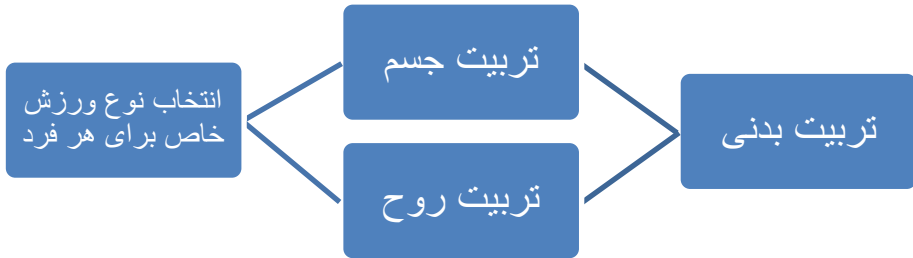 تربیت بدنی
تربیت جسم
تربیت روح
انتخاب نوع ورزش
خاص برای هر فرد